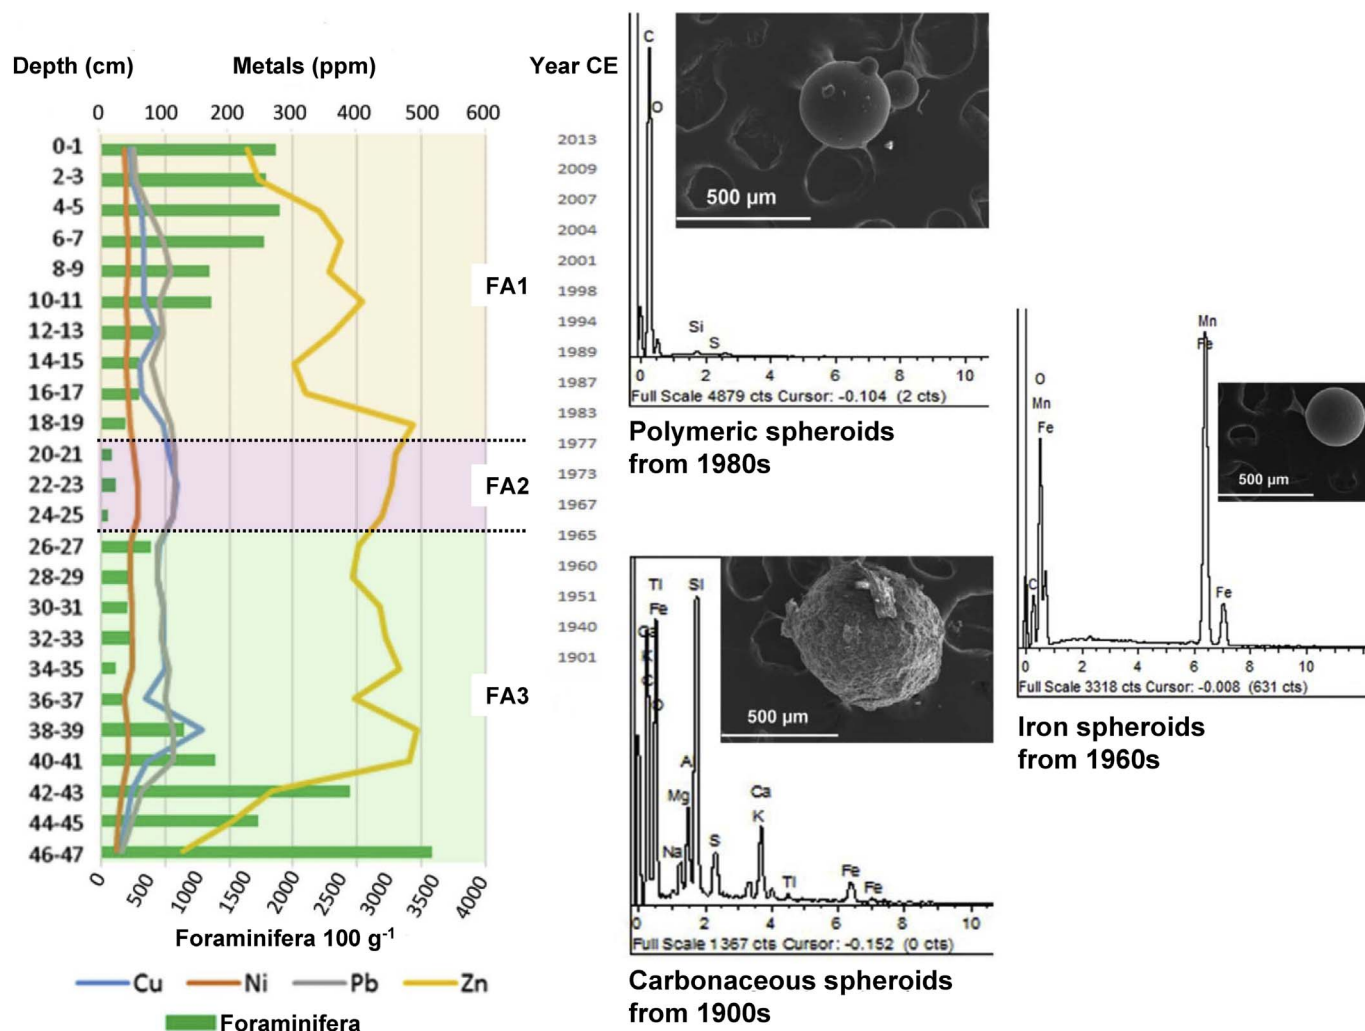 Depth (cm) Metals (ppm) Year CE
0 100 200 300 400 500 600
0-1
2-3
4-5
6-7
8-9
10-11
12-13
14-15
16-17
18-19
20-21
22-23
24-25
26-27
28-29
30-31
32-33
34-35
36-37
38-39
40-41
42-43
44-45
46-47
FA1
FA2
FA3
2013
2009
2007
2004
2001
1998
1994
1989
1987
1983
1977
1973
1967
1965
1960
1951
1940
1901
0 500 1000 1500 2000 2500 3000 3500 4000
Foraminifera 100 g-1
Cu Ni Pb Zn
Foraminifera
C
O
Si
S
500 µm
0 2 4 6 8 10
Full Scale 4879 cts Cursor: -0.104 (2 cts)
Polymeric spheroids
from 1980s
Mn
Fe
O
Mn
Fe
C
Fe
500 µm
0 2 4 6 8 10
Full Scale 3318 cts Cursor: -0.008 (631 cts)
Iron spheroids
from 1960s
TI SI
Fe
Ca
K
C
O
A
Mg
Na
S
Ca
K
TI
Fe
Fe
500 µm
0 2 4 6 8 10
Full Scale 1367 cts Cursor: -0.152 (0 cts)
Carbonaceous spheroids
from 1900s